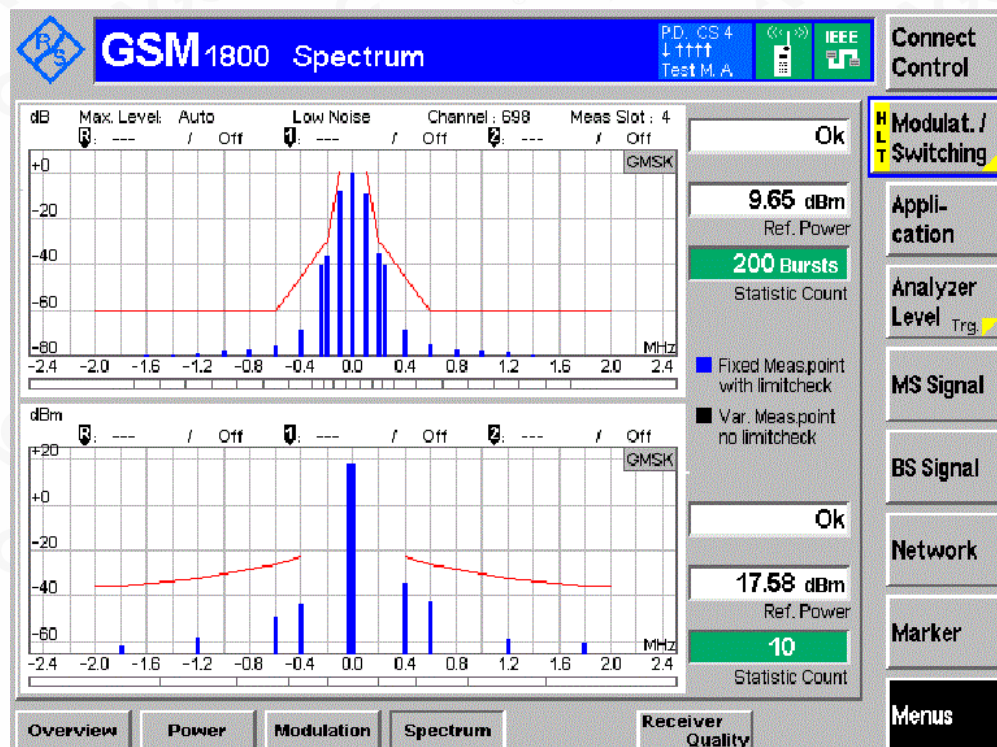 R/S
GSM 1800 Spectrum
P.D. CS 4
↓ ↑↑↑↑
Test M. A
IEEE
Connect
Control
dB Max. Level: Auto Low Noise Channel : 698 Meas Slot : 4
R: --- / Off 1: --- / Off 2: --- / Off
GMSK
+0
-20
-40
-60
-80
MHz
-2.4 -2.0 -1.6 -1.2 -0.8 -0.4 0.0 0.4 0.8 1.2 1.6 2.0 2.4
Ok
9.65 dBm
Ref. Power
200 Bursts
Statistic Count
Fixed Meas.point
with limitcheck
Var. Meas.point
no limitcheck
dBm
R: --- / Off 1: --- / Off 2: --- / Off
GMSK
+20
+0
-20
-40
-60
MHz
-2.4 -2.0 -1.6 -1.2 -0.8 -0.4 0.0 0.4 0.8 1.2 1.6 2.0 2.4
Ok
17.58 dBm
Ref. Power
10
Statistic Count
HLT
Modulat. /
Switching
Appli-
cation
Analyzer
Level Trg.
MS Signal
BS Signal
Network
Marker
Menus
Overview Power Modulation Spectrum Receiver
Quality